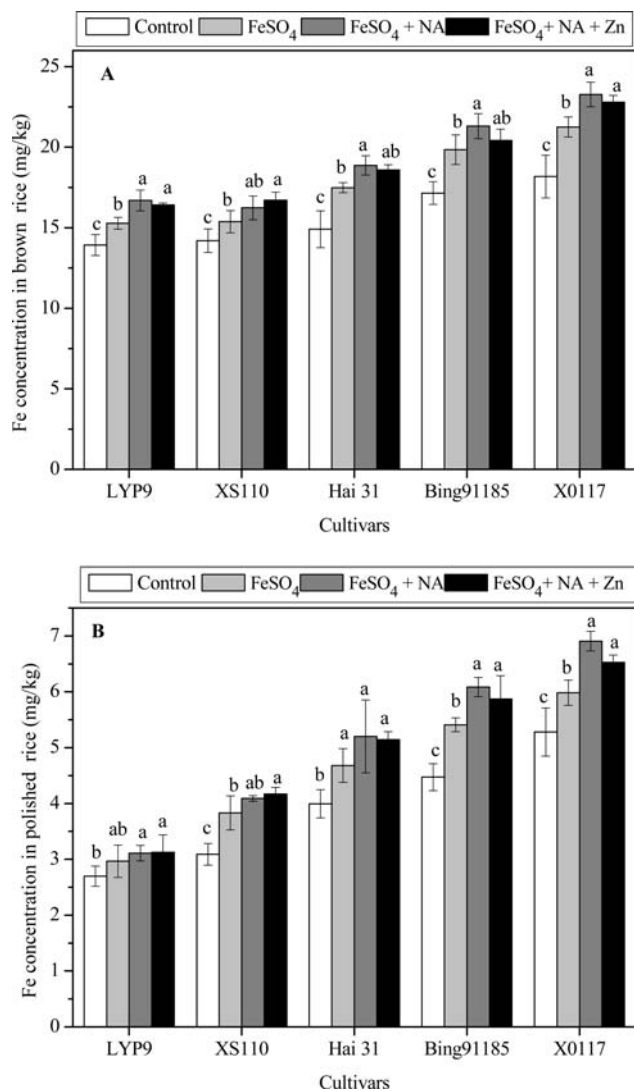 Control FeSO4 FeSO4 + NA FeSO4+ NA + Zn
A
Fe concentration in brown rice (mg/kg)
25
20
15
10
5
0
c b a a
c b ab a
c b a ab
c b a ab
c b a a
LYP9 XS110 Hai 31 Bing91185 X0117
Cultivars
Control FeSO4 FeSO4 + NA FeSO4+ NA + Zn
B
Fe concentration in polished rice (mg/kg)
7
6
5
4
3
2
1
0
b ab a a
c b ab a
b a a a
c b a a
c b a a
LYP9 XS110 Hai 31 Bing91185 X0117
Cultivars